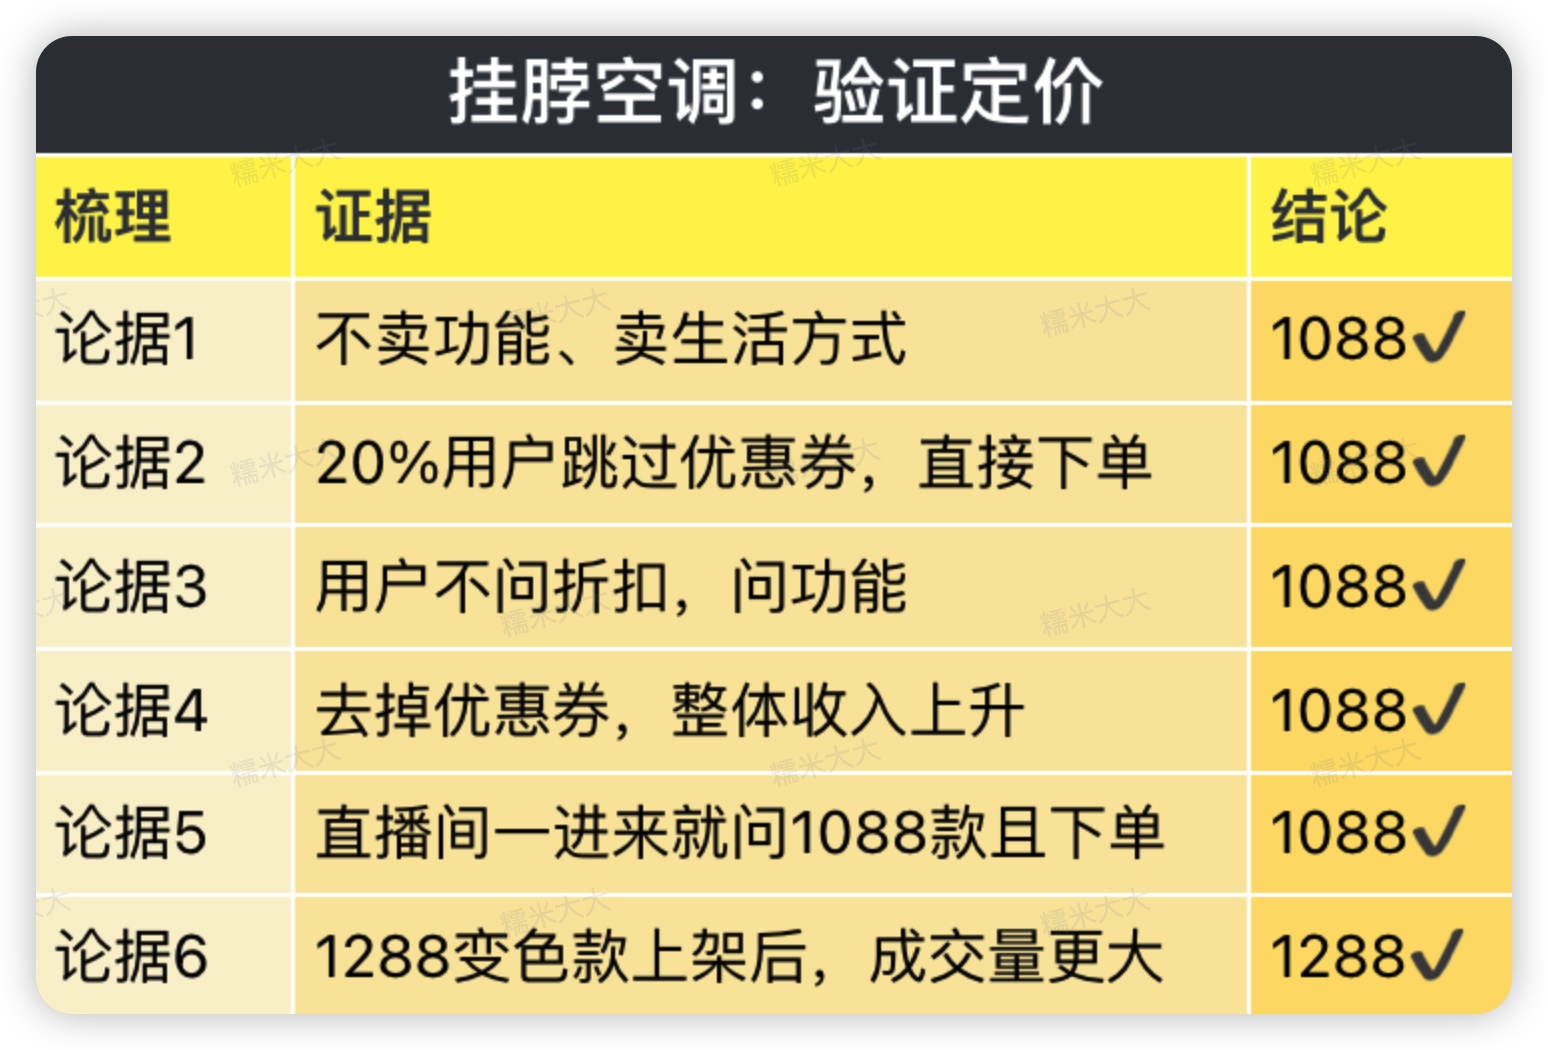 挂脖空调：验证定价
梳理 证据 结论
论据1 不卖功能、卖生活方式 1088✔
论据2 20%用户跳过优惠券，直接下单 1088✔
论据3 用户不问折扣，问功能 1088✔
论据4 去掉优惠券，整体收入上升 1088✔
论据5 直播间一进来就问1088款且下单 1088✔
论据6 1288变色款上架后，成交量更大 1288✔
糯米大大